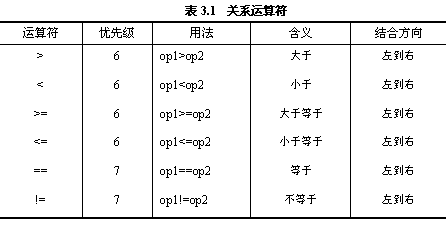 表 3.1 关系运算符
运算符 优先级 用法 含义 结合方向
> 6 op1>op2 大于 左到右
< 6 op1<op2 小于 左到右
>= 6 op1>=op2 大于等于 左到右
<= 6 op1<=op2 小于等于 左到右
== 7 op1==op2 等于 左到右
!= 7 op1!=op2 不等于 左到右